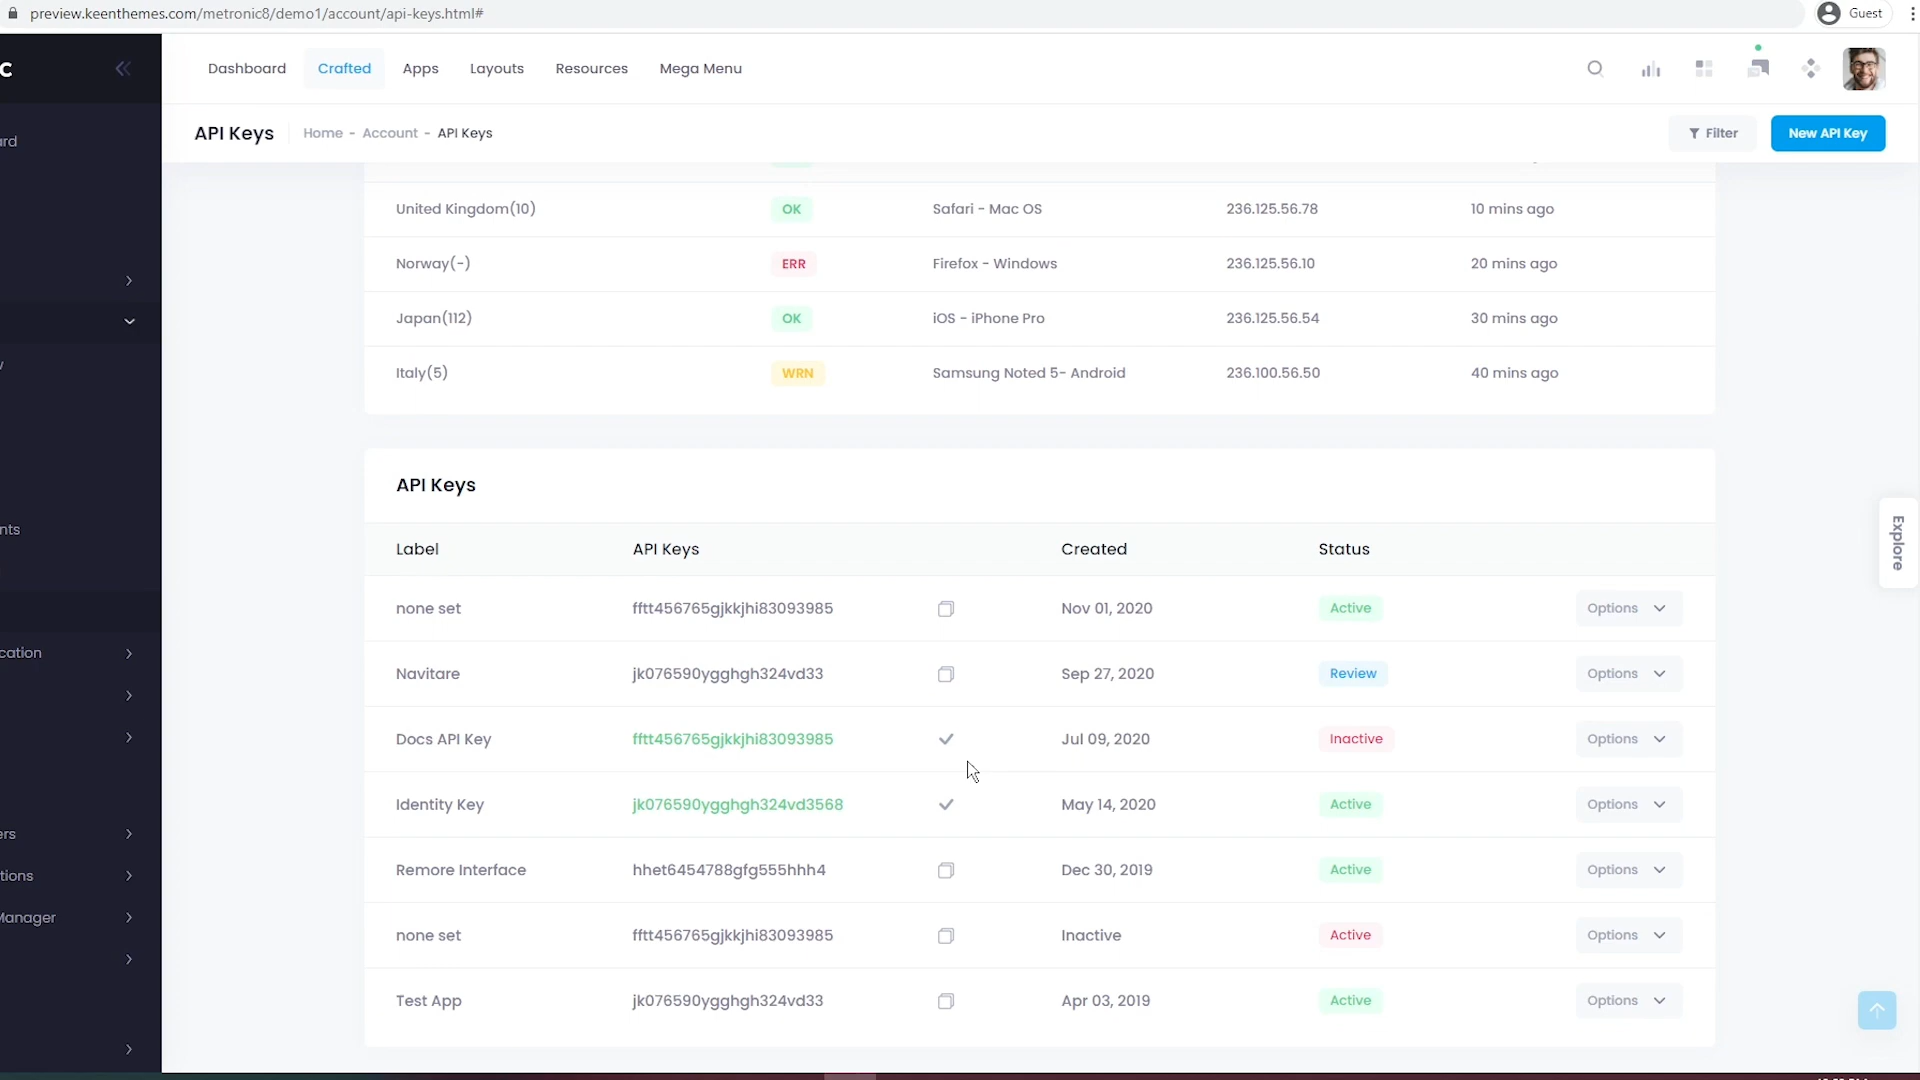 preview.keenthemes.com/metronic8/demo1/account/api-keys.html#
Guest
C
Dashboard
Crafted
Apps
Layouts
Resources
Mega Menu
API Keys
Home - Account - API Keys
Filter
New API Key
ard
United Kingdom(10) OK Safari - Mac OS 236.125.56.78 10 mins ago
Norway(-) ERR Firefox - Windows 236.125.56.10 20 mins ago
Japan(112) OK iOS - iPhone Pro 236.125.56.54 30 mins ago
Italy(5) WRN Samsung Noted 5- Android 236.100.56.50 40 mins ago
nts
cation
ers
tions
Manager
API Keys
Label API Keys Created Status
none set fftt456765gjkkjhi83093985 Nov 01, 2020 Active Options
Navitare jk076590ygghgh324vd33 Sep 27, 2020 Review Options
Docs API Key fftt456765gjkkjhi83093985 Jul 09, 2020 Inactive Options
Identity Key jk076590ygghgh324vd3568 May 14, 2020 Active Options
Remore Interface hhet6454788gfg555hhh4 Dec 30, 2019 Active Options
none set fftt456765gjkkjhi83093985 Inactive Active Options
Test App jk076590ygghgh324vd33 Apr 03, 2019 Active Options
Explore